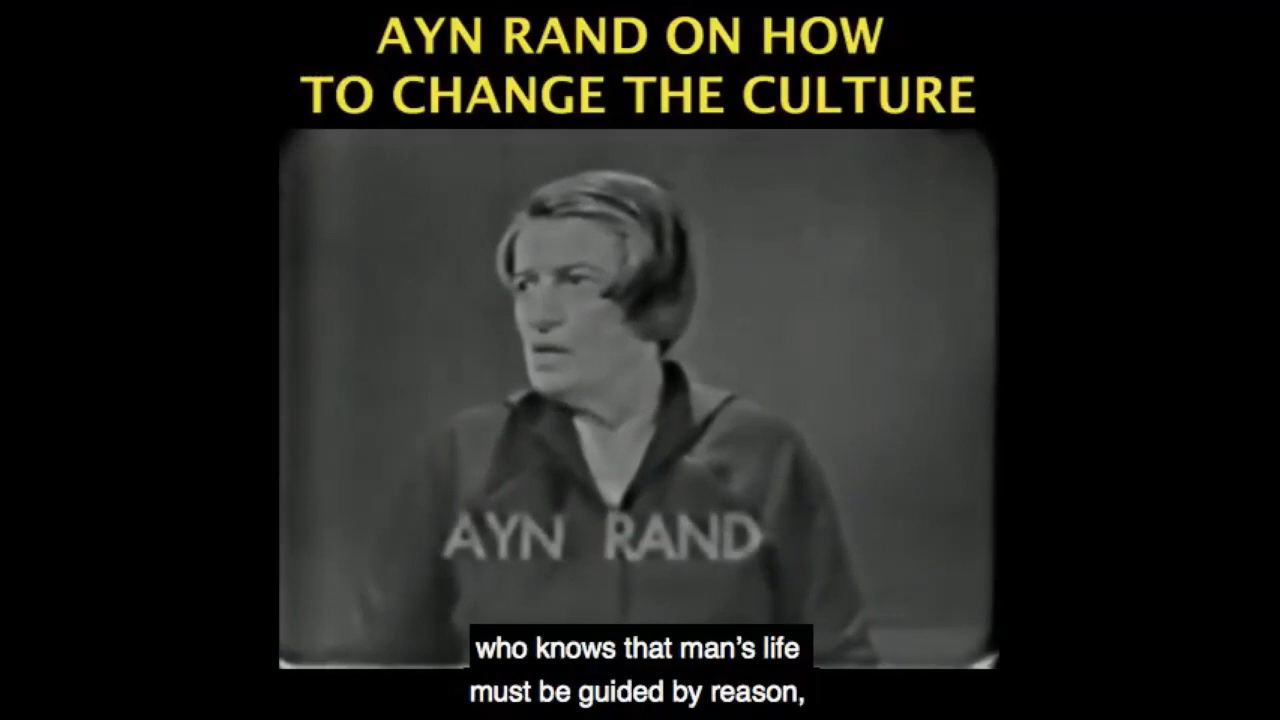 AYN RAND ON HOW
TO CHANGE THE CULTURE
AYN RAND
who knows that man's life
must be guided by reason,